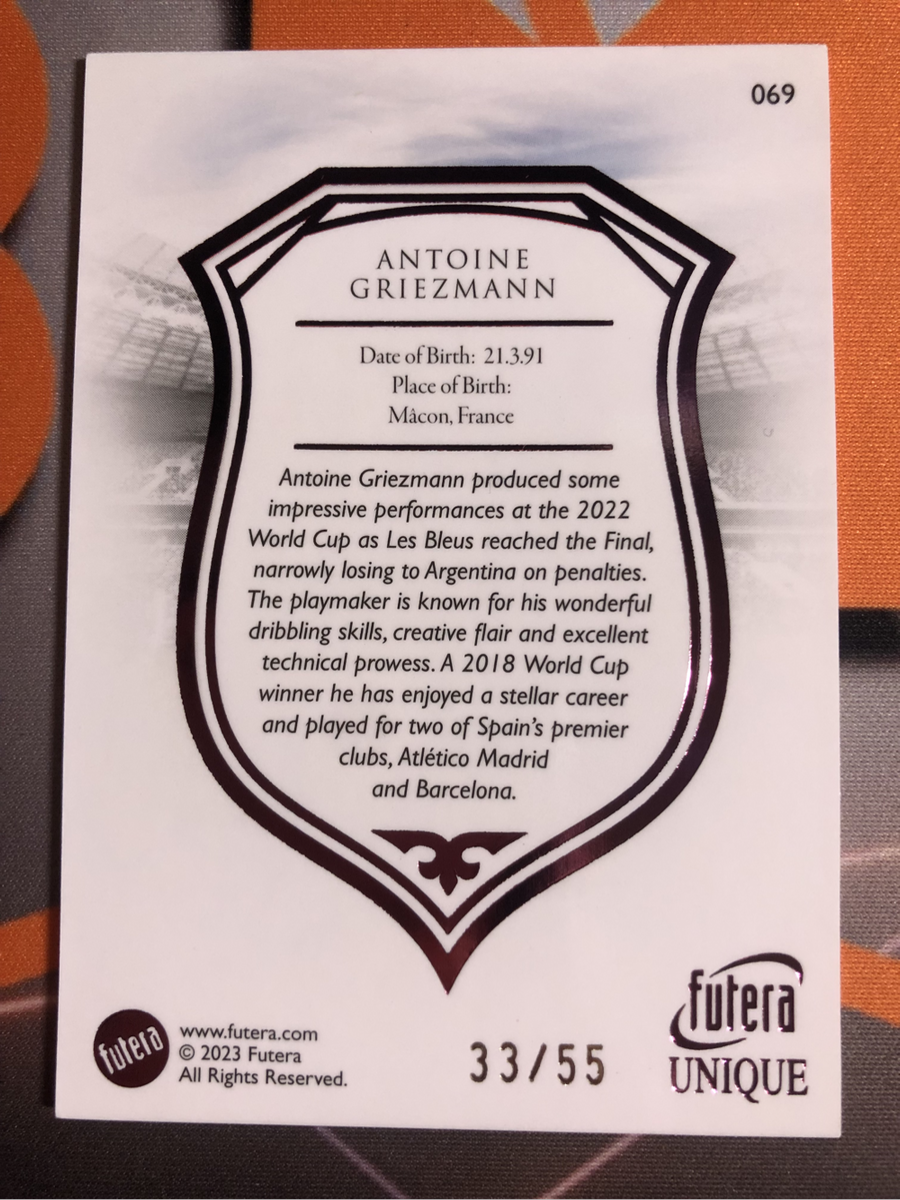 069
ANTOINE
GRIEZMANN
Date of Birth: 21.3.91
Place of Birth:
Mâcon, France
Antoine Griezmann produced some
impressive performances at the 2022
World Cup as Les Bleus reached the Final,
narrowly losing to Argentina on penalties.
The playmaker is known for his wonderful
dribbling skills, creative flair and excellent
technical prowess. A 2018 World Cup
winner he has enjoyed a stellar career
and played for two of Spain's premier
clubs, Atlético Madrid
and Barcelona.
futera
www.futera.com
© 2023 Futera
All Rights Reserved.
33/55
futera
UNIQUE